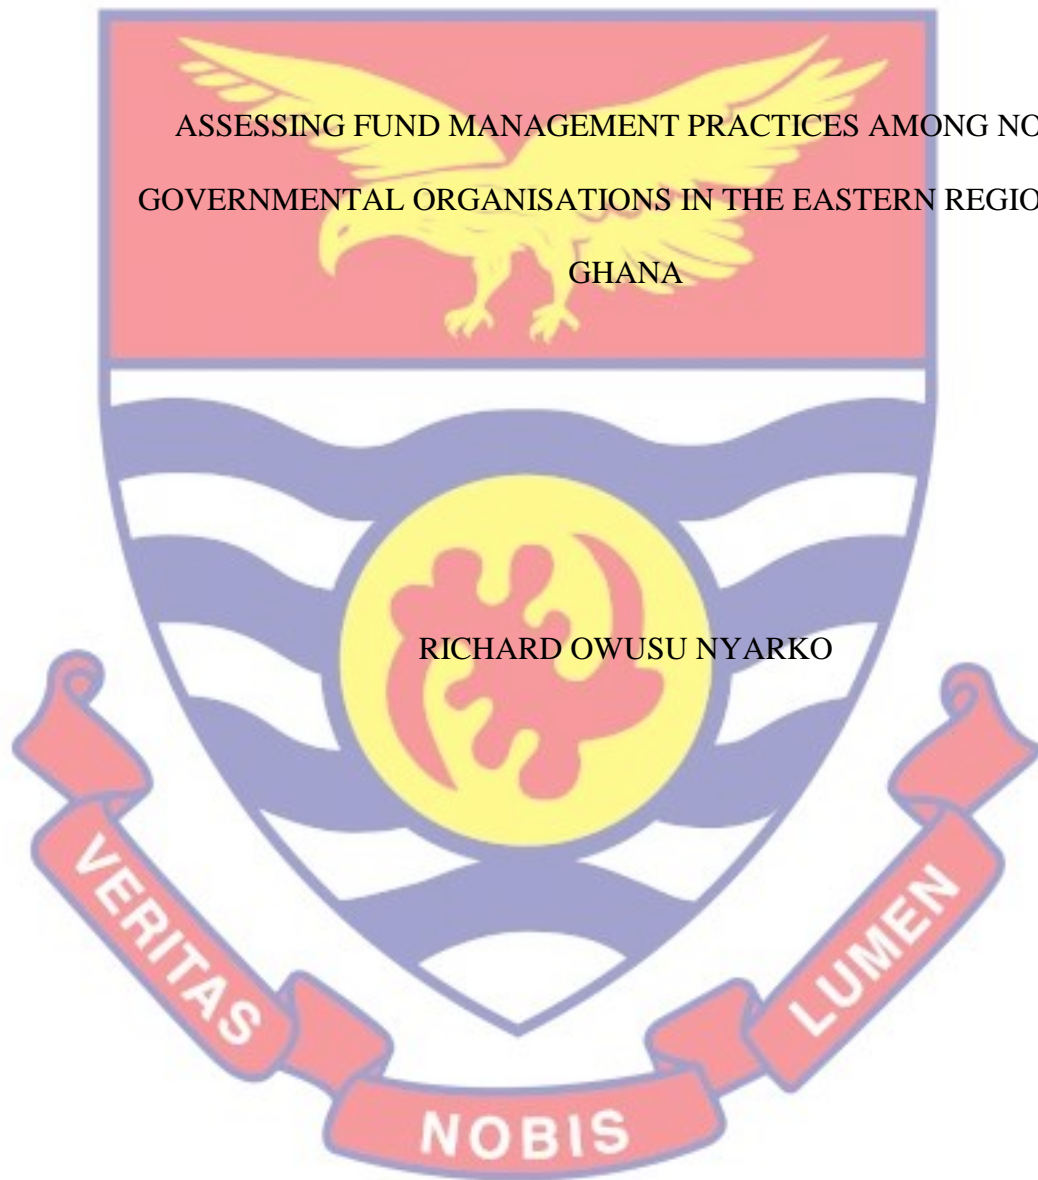 ASSESSING FUND MANAGEMENT PRACTICES AMONG NO
GOVERNMENTAL ORGANISATIONS IN THE EASTERN REGIO
GHANA
RICHARD OWUSU NYARKO
VERITAS
NOBIS
LUMEN